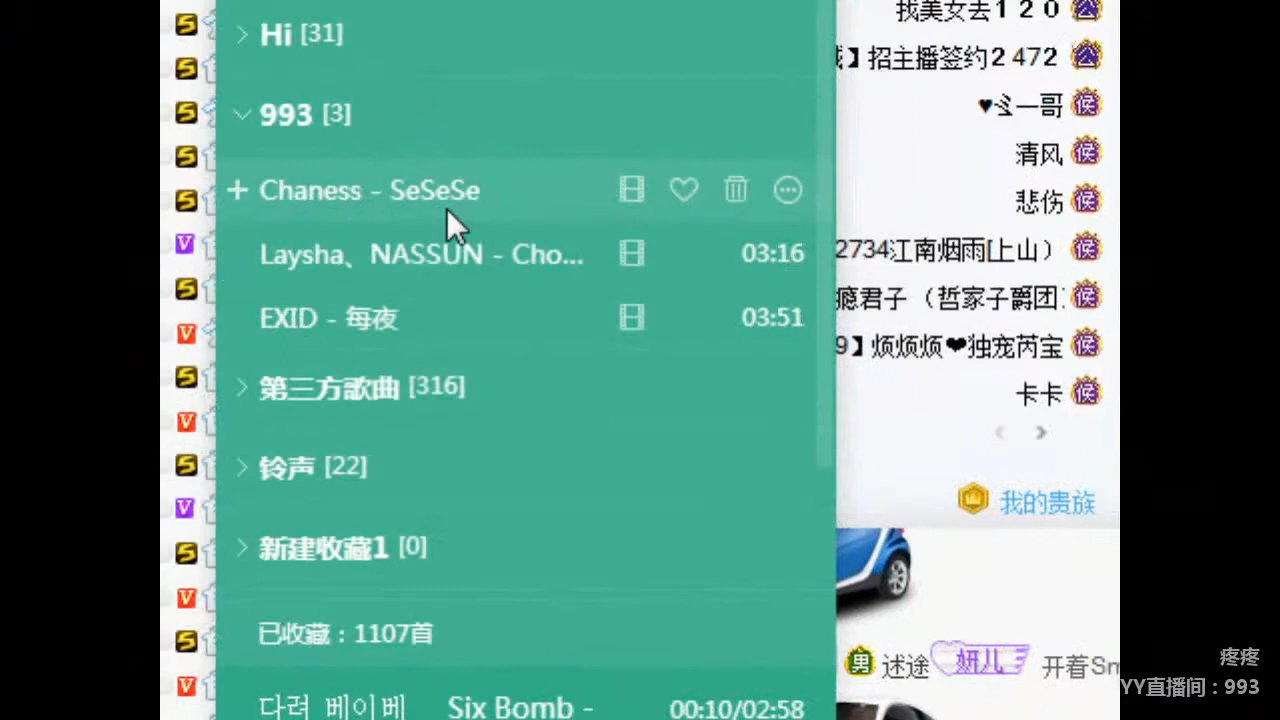 Hi [31]
993 [3]
Chaness - SeSeSe
Laysha、NASSUN - Cho... 03:16
EXID - 每夜 03:51
第三方歌曲 [316]
铃声 [22]
新建收藏1 [0]
已收藏：1107首
다려 베이베 Six Bomb - 00:10/02:58
找美女去1 2 0
】招主播签约2 472
一哥
清风
悲伤
2734江南烟雨[上山）
瘾君子（哲家子爵团
9】烦烦烦❤独宠芮宝
卡卡
我的贵族
男 述途 妍儿 开着Sm
疼疼
YY直播间：993